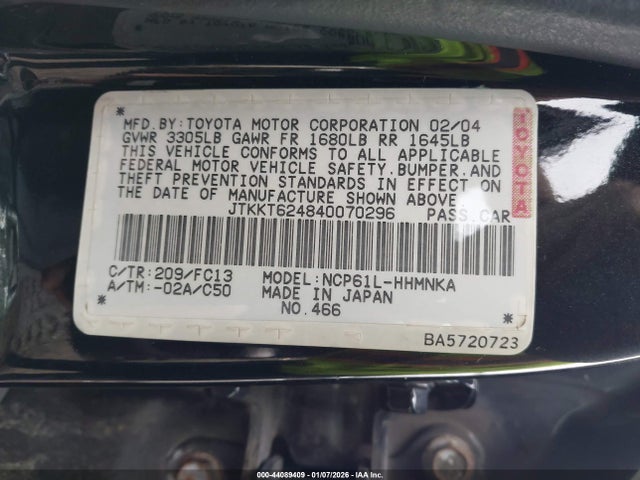 * MFD.BY:TOYOTA MOTOR CORPORATION 02/04
GVWR 3305LB GAWR FR 1680LB RR 1645LB
THIS VEHICLE CONFORMS TO ALL APPLICABLE
FEDERAL MOTOR VEHICLE SAFETY.BUMPER.AND
THEFT PREVENTION STANDARDS IN EFFECT ON
THE DATE OF MANUFACTURE SHOWN ABOVE.
JTKKT624840070296 PASS.CAR
TOYOTA
C/TR:209/FC13 MODEL:NCP61L-HHMNKA
A/TM:-02A/C50 MADE IN JAPAN
* NO.466 *
BA5720723
000-44089409 - 01/07/2026 - IAA HOLDINGS, LLC